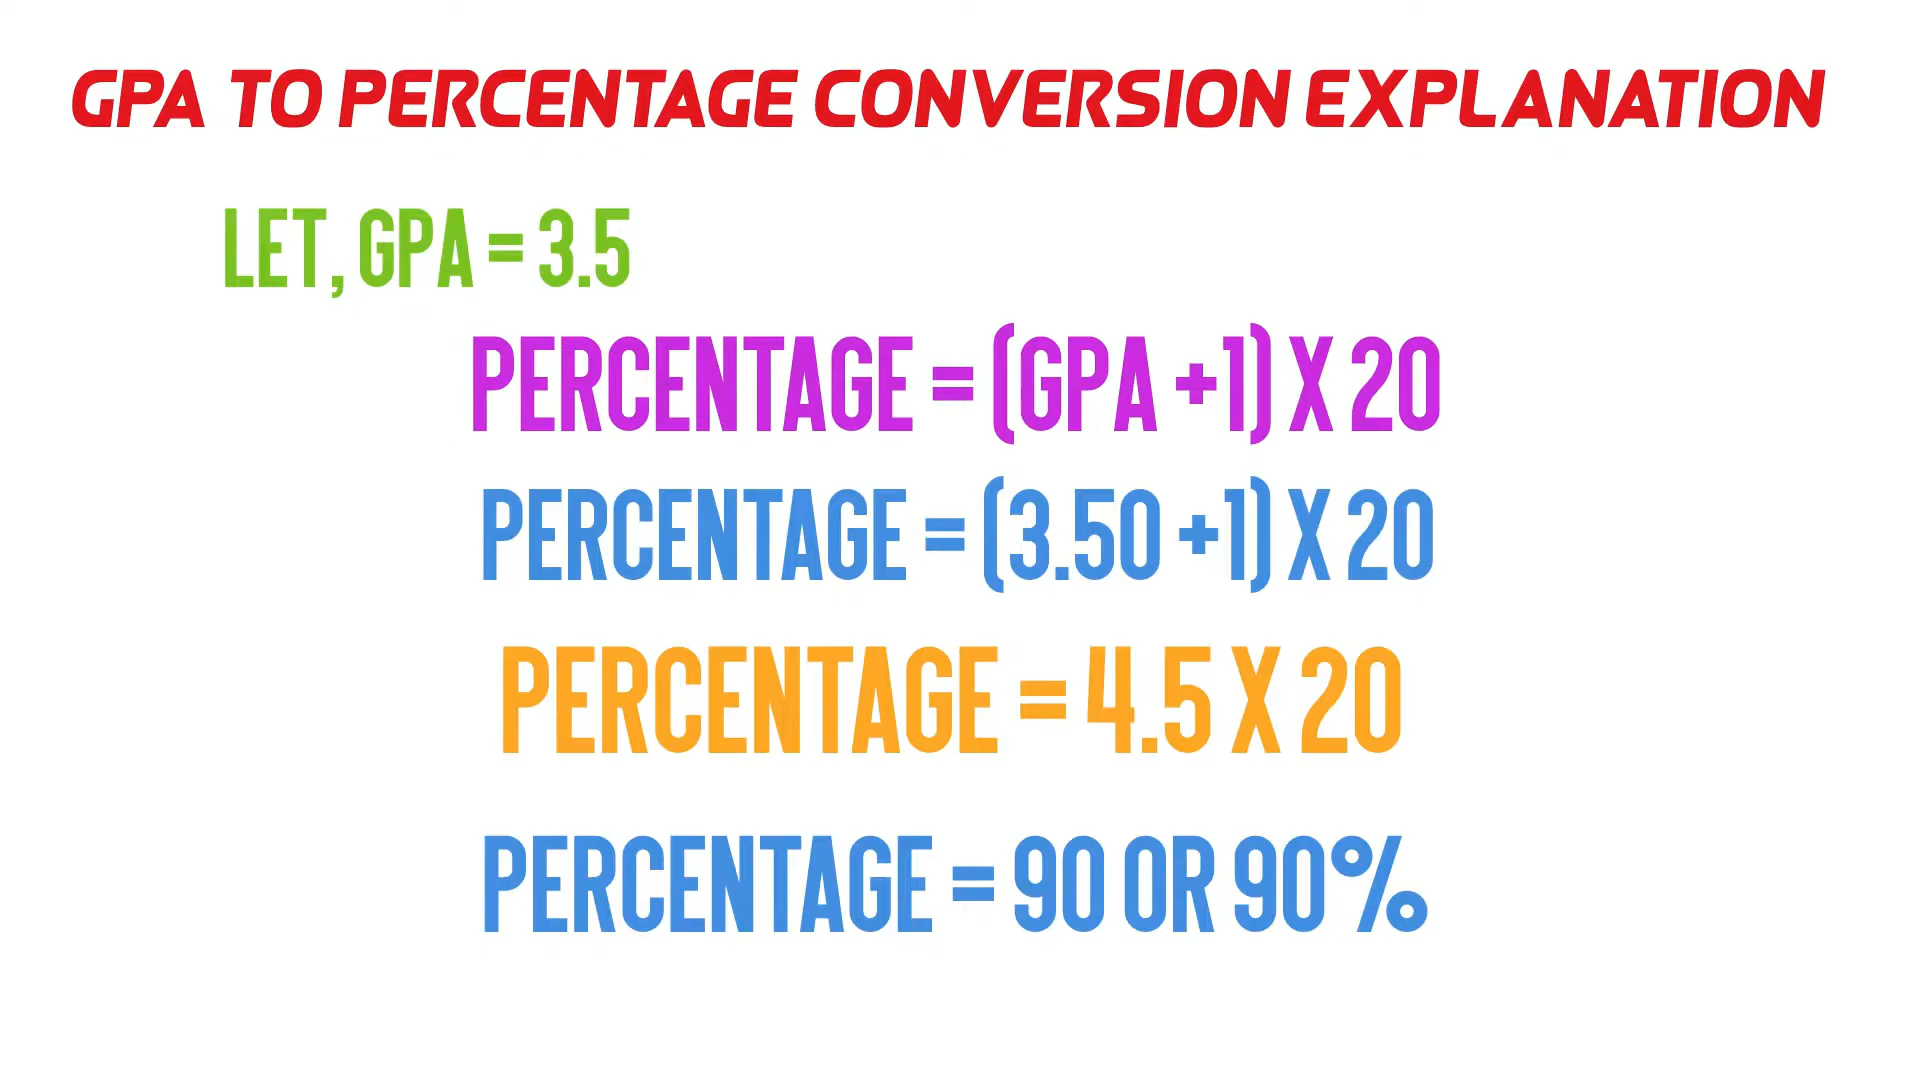 GPA TO PERCENTAGE CONVERSION EXPLANATION
LET, GPA = 3.5
PERCENTAGE = (GPA +1) X 20
PERCENTAGE = (3.50 +1) X 20
PERCENTAGE = 4.5 X 20
PERCENTAGE = 90 OR 90%